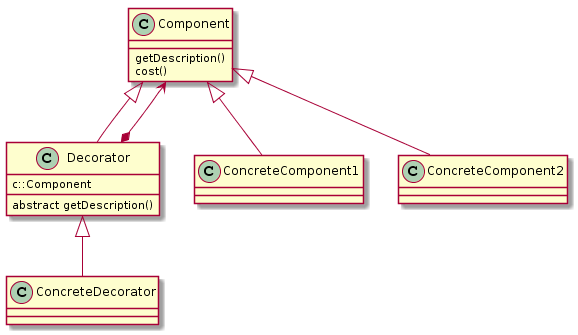 C Component
getDescription()
cost()
C Decorator
c::Component
abstract getDescription()
C ConcreteComponent1
C ConcreteComponent2
C ConcreteDecorator